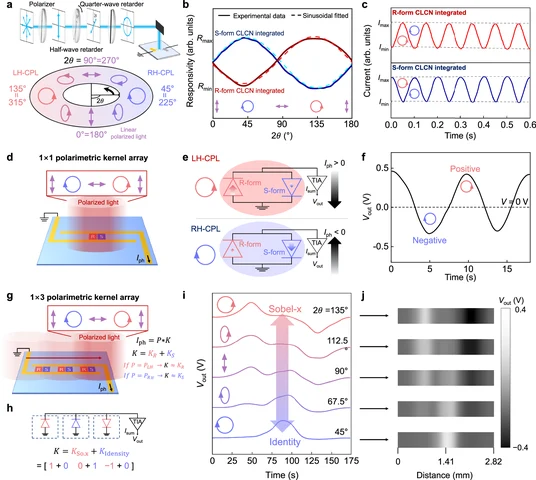 a
Polarizer
Quarter-wave retarder
Half-wave retarder
2θ = 90°=270°
LH-CPL
RH-CPL
135°
=
315°
45°
=
225°
2θ
0°=180°
Linear
polarized light
b
Experimental data
Sinusoidal fitted
S-form CLCN integrated
R-form CLCN integrated
Responsivity (arb. units)
Rmax
Rmin
0 45 90 135 180
2θ (°)
c
R-form CLCN integrated
S-form CLCN integrated
Current (arb. units)
Imax
Imin
Imax
Imin
0.0 0.1 0.2 0.3 0.4 0.5 0.6
Time (s)
d
1×1 polarimetric kernel array
Polarized light
R S
Iph
e
LH-CPL
Iph > 0
R-form
S-form
TIA
Isum
Vout
RH-CPL
Iph < 0
R-form
S-form
TIA
Isum
Vout
f
Positive
V = 0 V
Negative
Vout (V)
0.5
0.0
−0.5
0 5 10 15
Time (s)
g
1×3 polarimetric kernel array
Polarized light
R S R S R S
Iph
Iph = P*K
K = KR + KS
If P = PLH → K = KR
If P = PRH → K = KS
h
TIA
Isum
Vout
K = KSo.x + KIdentity
= [ 1 + 0 0 + 1 −1 + 0 ]
i
Sobel-x
2θ =135°
112.5°
90°
67.5°
45°
Identity
Vout (V)
0 25 50 75 100 125 150 175
Time (s)
j
Vout (V)
0.4
−0.4
0 1.41 2.82
Distance (mm)